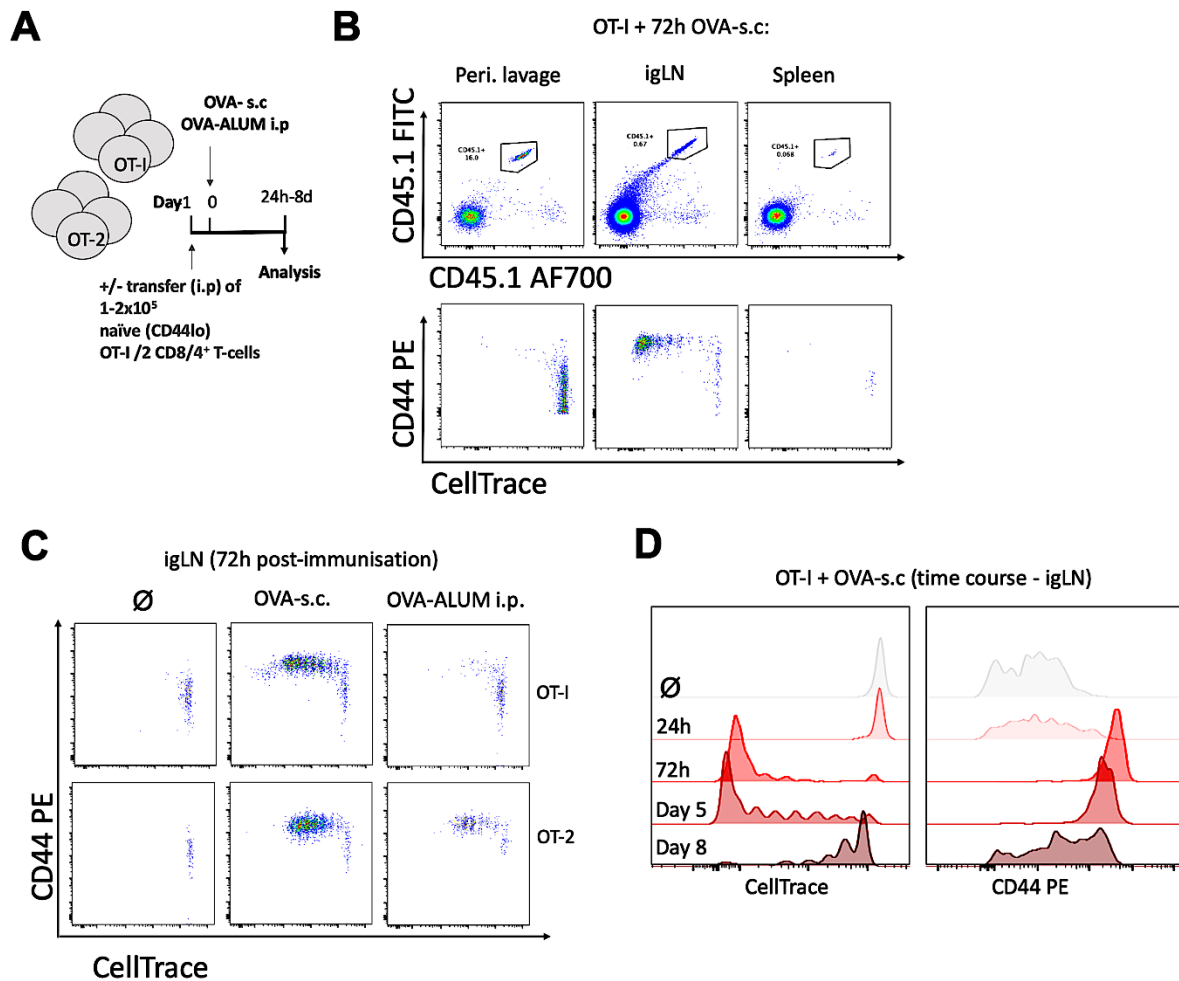 A
OVA- s.c
OVA-ALUM i.p
OT-I
OT-2
Day1 0 24h-8d
Analysis
+/- transfer (i.p) of
1-2x10⁵
naïve (CD44lo)
OT-I /2 CD8/4⁺ T-cells
B
OT-I + 72h OVA-s.c:
Peri. lavage igLN Spleen
CD45.1 FITC
CD45.1+
16.0
CD45.1+
0.67
CD45.1+
0.068
CD45.1 AF700
CD44 PE
CellTrace
C
igLN (72h post-immunisation)
Ø OVA-s.c. OVA-ALUM i.p.
OT-I
OT-2
CD44 PE
CellTrace
D
OT-I + OVA-s.c (time course - igLN)
Ø
24h
72h
Day 5
Day 8
CellTrace CD44 PE